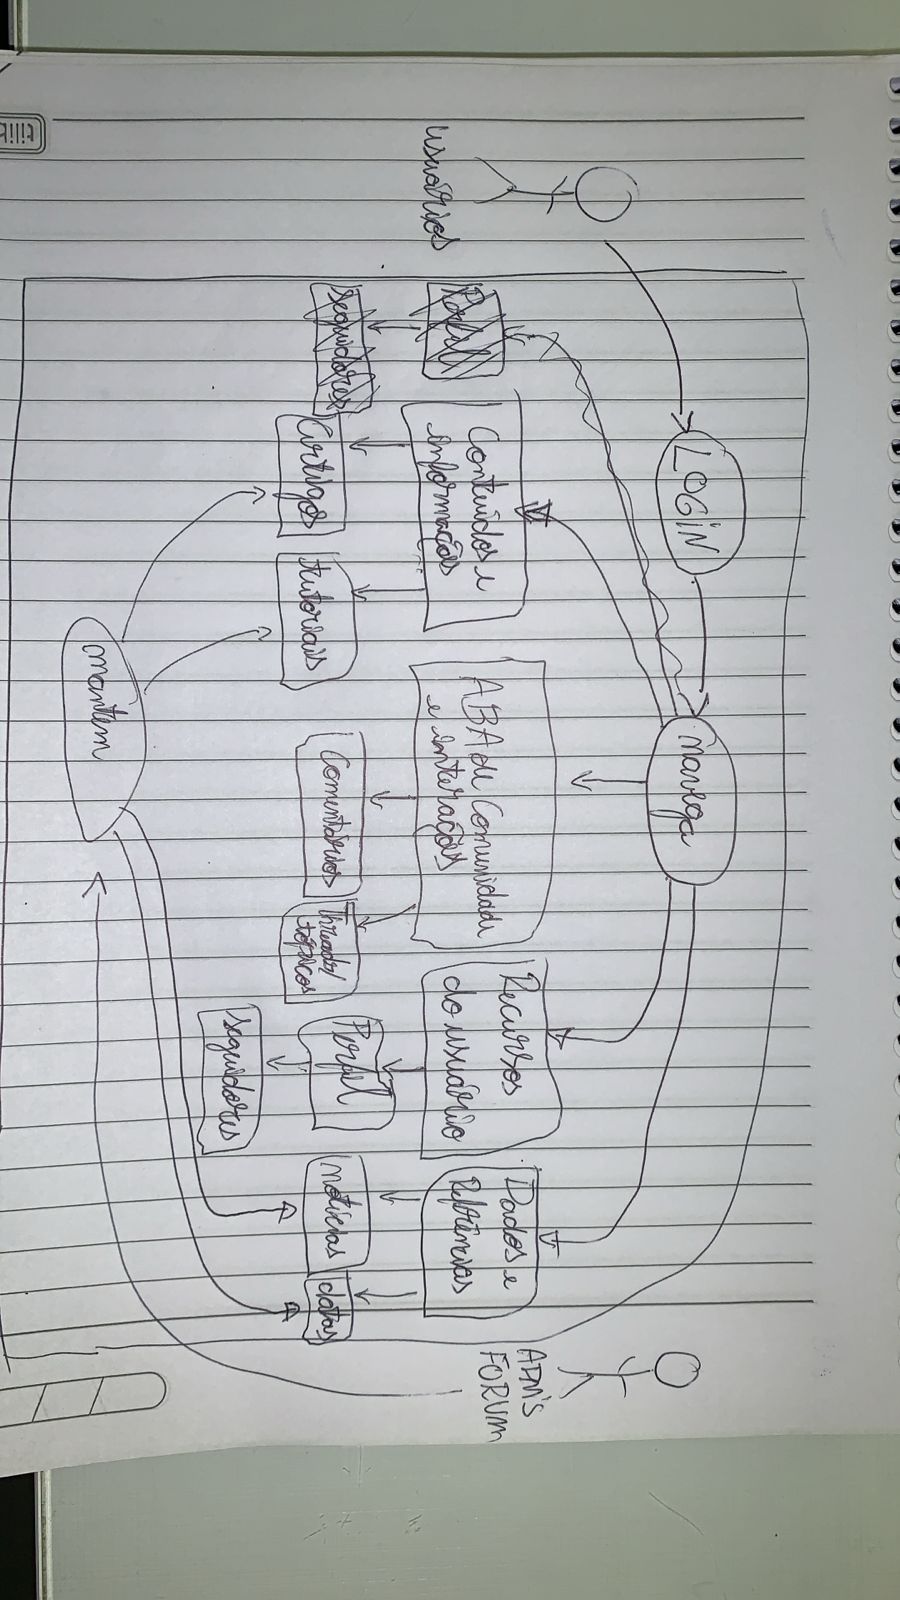 LOGIN
navega
ADM'S
FORUM
usuários
Perfil
Conteúdos e
informações
ABA de Comunidade
e interações
Recursos
do usuário
Dados e
Referências
seguidores
Artigos
tutoriais
Comentários
Threads/
tópicos
Perfil
notícias
datas
seguidores
mantem
tili